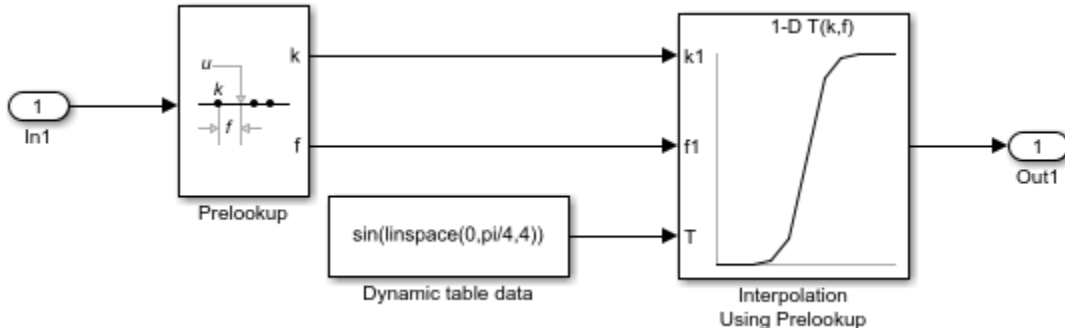 1
In1
u
k
f
k
f
Prelookup
sin(linspace(0,pi/4,4))
Dynamic table data
1-D T(k,f)
k1
f1
T
Interpolation
Using Prelookup
1
Out1